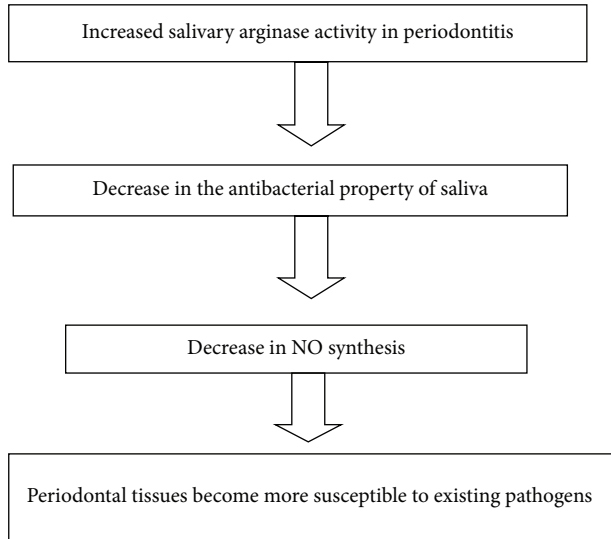 Increased salivary arginase activity in periodontitis
Decrease in the antibacterial property of saliva
Decrease in NO synthesis
Periodontal tissues become more susceptible to existing pathogens